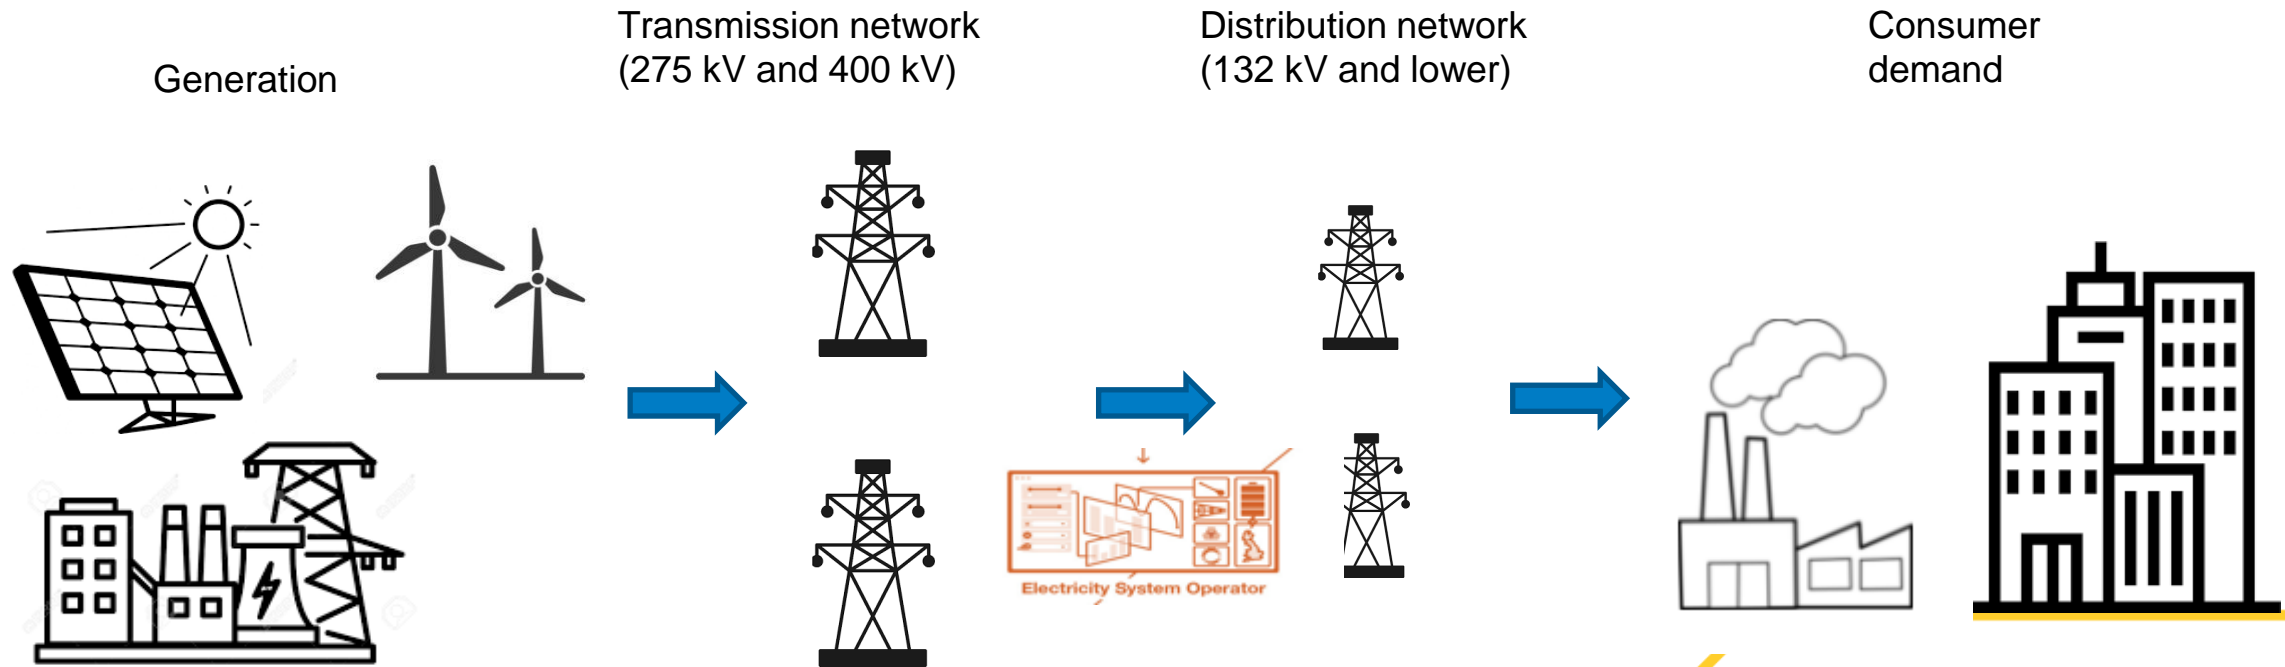 Generation
Transmission network
(275 kV and 400 kV)
Distribution network
(132 kV and lower)
Consumer
demand
Electricity System Operator